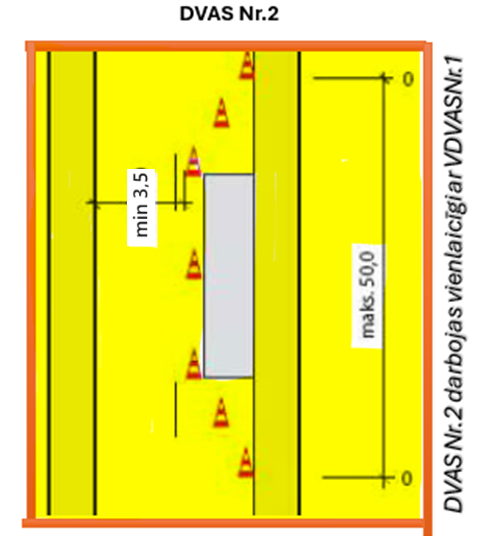 DVAS Nr.2
0
min 3,5
maks. 50,0
0
DVAS Nr.2 darbojas vienlaicīgi ar VDVASNr.1